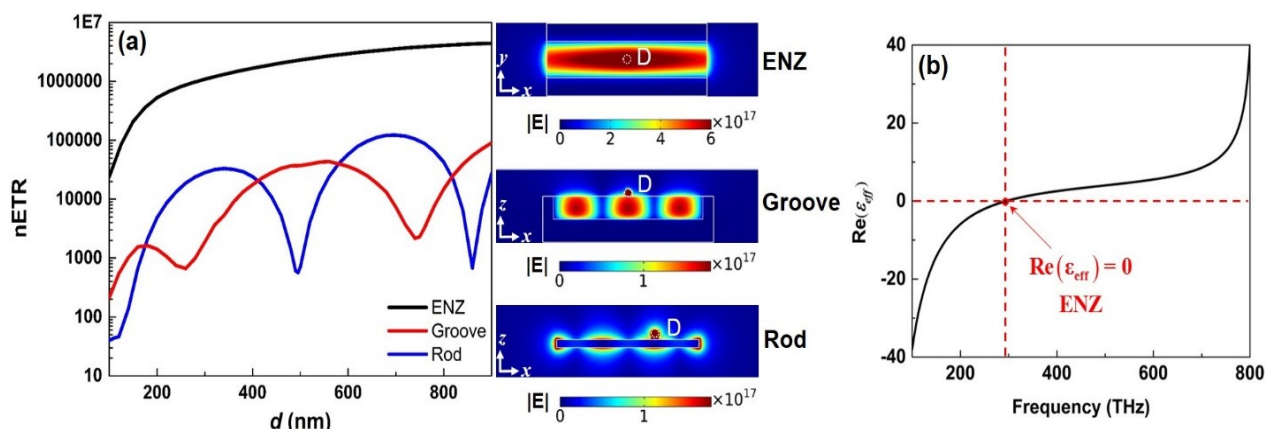 (a)
1E7
1000000
100000
10000
1000
100
10
nETR
200
400
600
800
d (nm)
ENZ
Groove
Rod
y
x
D
ENZ
|E|
0
2
4
6
×10¹⁷
z
x
D
Groove
|E|
0
1
×10¹⁷
z
x
D
Rod
|E|
0
1
×10¹⁷
(b)
40
20
0
-20
-40
Re(ε_eff)
Re(ε_eff) = 0
ENZ
200
400
600
800
Frequency (THz)